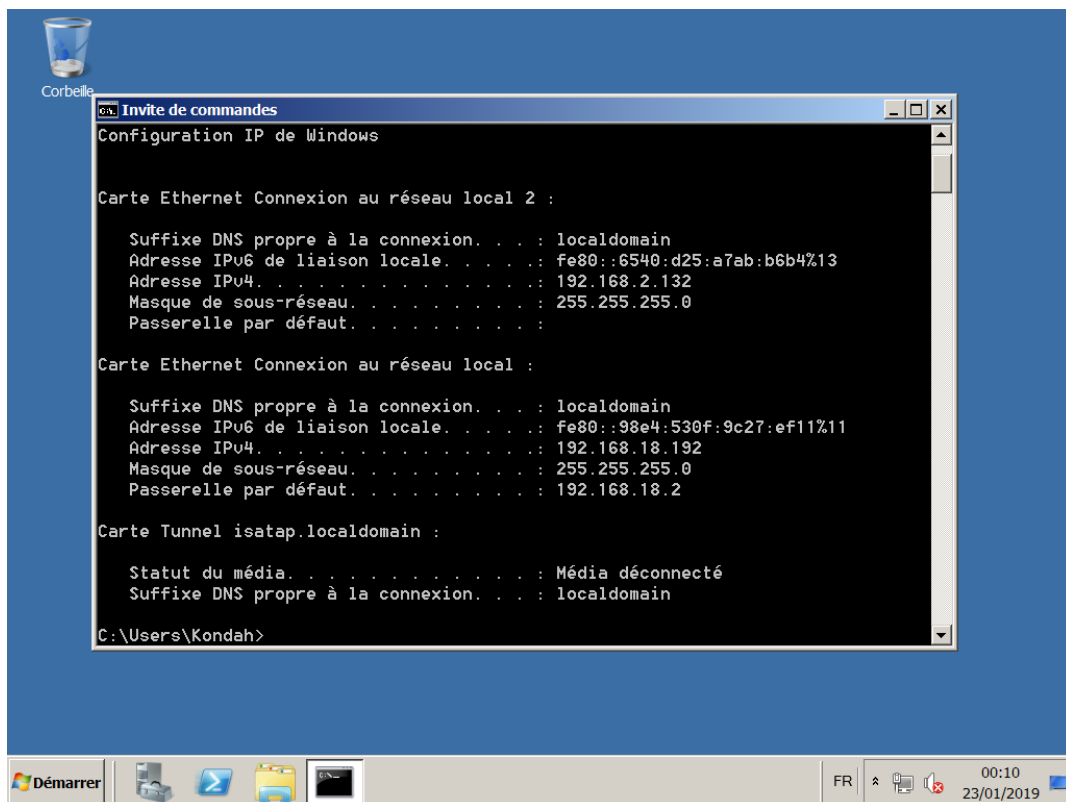 Corbeille
Invite de commandes
Configuration IP de Windows
Carte Ethernet Connexion au réseau local 2 :
Suffixe DNS propre à la connexion. . . : localdomain
Adresse IPv6 de liaison locale. . . . .: fe80::6540:d25:a7ab:b6b4%13
Adresse IPv4. . . . . . . . . . . . . .: 192.168.2.132
Masque de sous-réseau. . . . . . . . . : 255.255.255.0
Passerelle par défaut. . . . . . . . . :
Carte Ethernet Connexion au réseau local :
Suffixe DNS propre à la connexion. . . : localdomain
Adresse IPv6 de liaison locale. . . . .: fe80::98e4:530f:9c27:ef11%11
Adresse IPv4. . . . . . . . . . . . . .: 192.168.18.192
Masque de sous-réseau. . . . . . . . . : 255.255.255.0
Passerelle par défaut. . . . . . . . . : 192.168.18.2
Carte Tunnel isatap.localdomain :
Statut du média. . . . . . . . . . . . : Média déconnecté
Suffixe DNS propre à la connexion. . . : localdomain
C:\Users\Kondah>
Démarrer
FR
00:10
23/01/2019